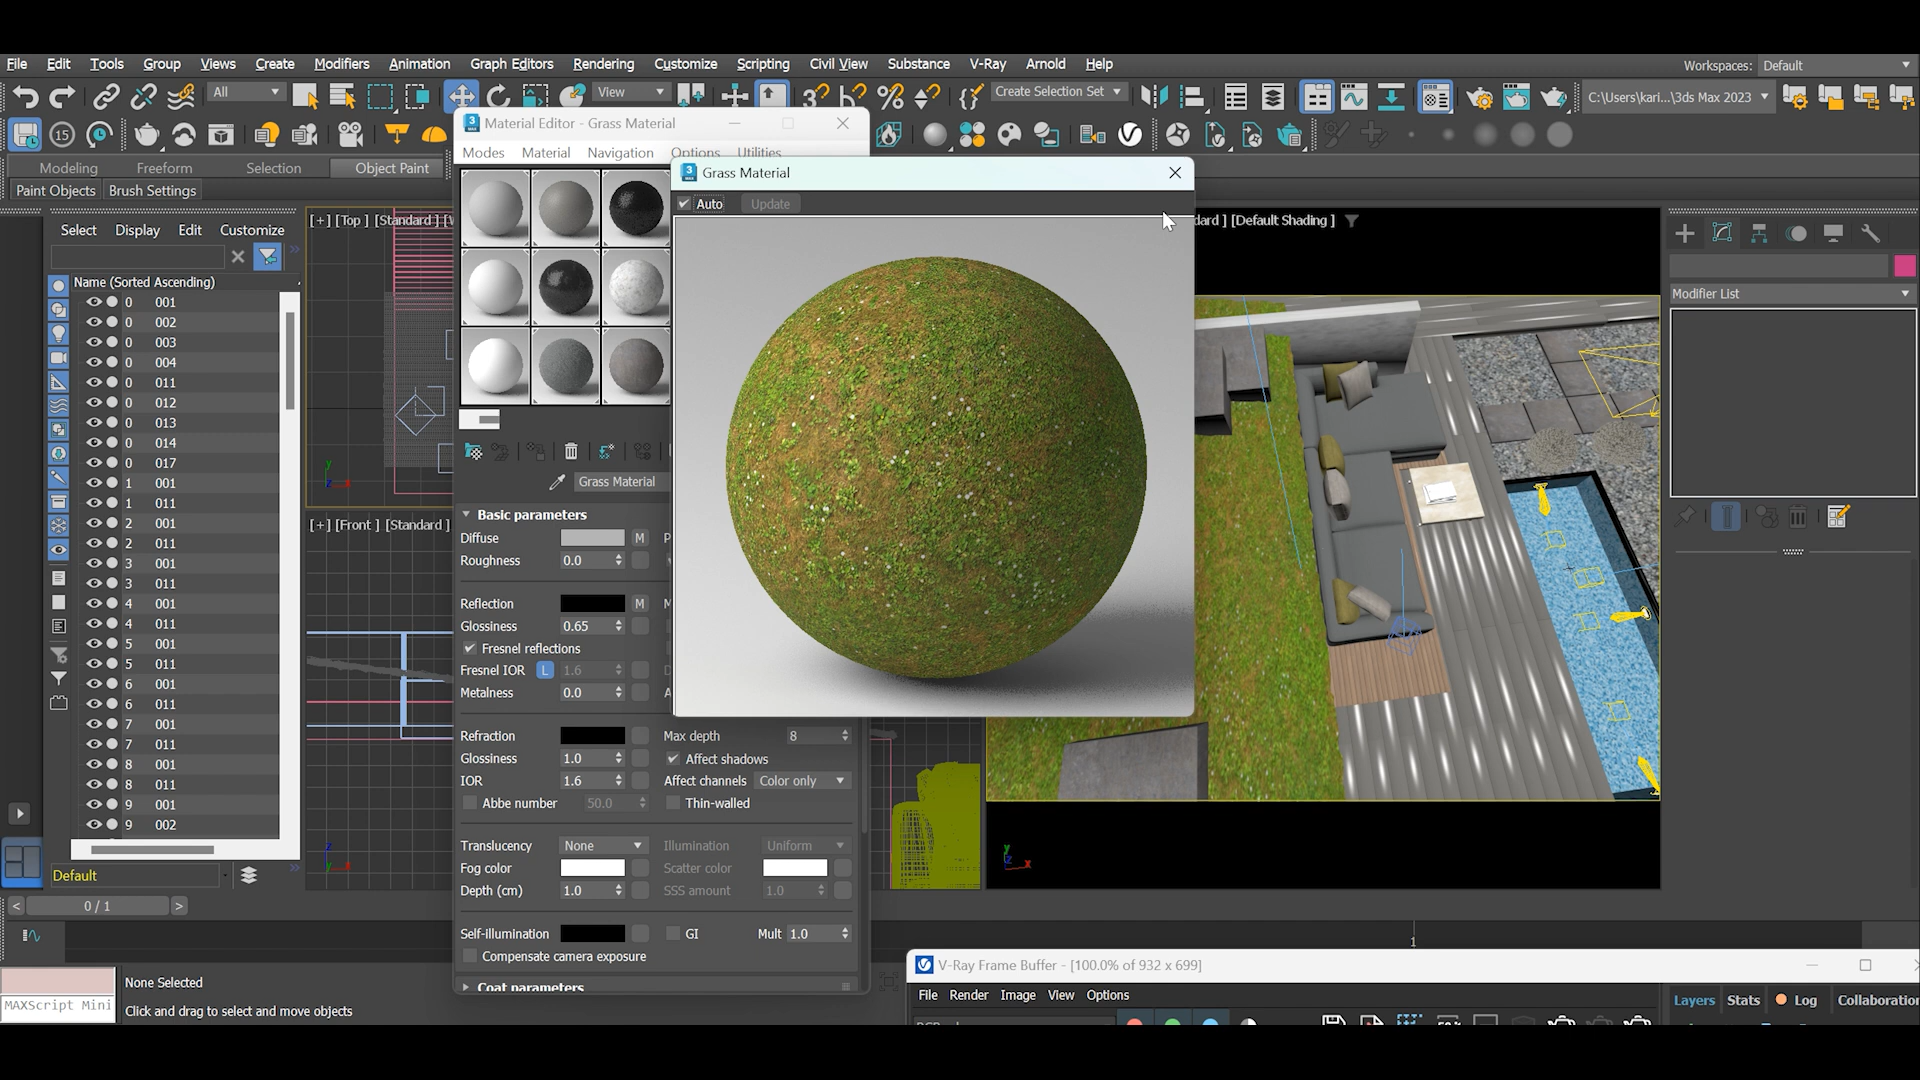 File Edit Tools Group Views Create Modifiers Animation Graph Editors Rendering Customize Scripting Civil View Substance V-Ray Arnold Help
Workspaces: Default
All
View
Create Selection Set
C:\Users\kari...\3ds Max 2023
15
Modeling Freeform Selection Object Paint
Paint Objects Brush Settings
Material Editor - Grass Material
Modes Material Navigation Options Utilities
Grass Material
Auto Update
Select Display Edit Customize
Name (Sorted Ascending)
0 001
0 002
0 003
0 004
0 011
0 012
0 013
0 014
0 017
1 001
1 011
2 001
2 011
3 001
3 011
4 001
4 011
5 001
5 011
6 001
6 011
7 001
7 011
8 001
8 011
9 001
9 002
Default
0 / 1
[+] [Top ] [Standard ]
[+] [Front ] [Standard ]
dard ] [Default Shading ]
Grass Material
Basic parameters
Diffuse M
Roughness 0.0
Reflection M
Glossiness 0.65
Fresnel reflections
Fresnel IOR L 1.6
Metalness 0.0
Refraction
Max depth 8
Glossiness 1.0
Affect shadows
IOR 1.6
Affect channels Color only
Abbe number 50.0
Thin-walled
Translucency None
Illumination Uniform
Fog color
Scatter color
Depth (cm) 1.0
SSS amount 1.0
Self-illumination
GI
Mult 1.0
Compensate camera exposure
Coat parameters
Modifier List
1
V-Ray Frame Buffer - [100.0% of 932 x 699]
File Render Image View Options
Layers Stats Log Collaboration
MAXScript Mini
None Selected
Click and drag to select and move objects